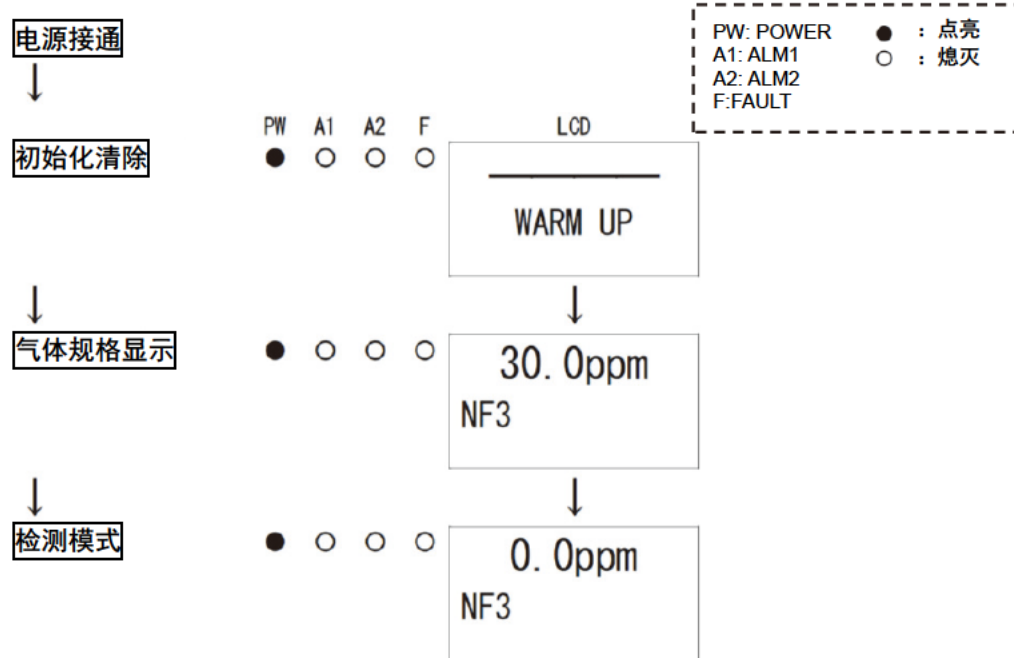 电源接通
PW: POWER ● ：点亮
A1: ALM1 ○ ：熄灭
A2: ALM2
F:FAULT
PW A1 A2 F LCD
初始化清除
WARM UP
气体规格显示
30.0ppm
NF3
检测模式
0.0ppm
NF3